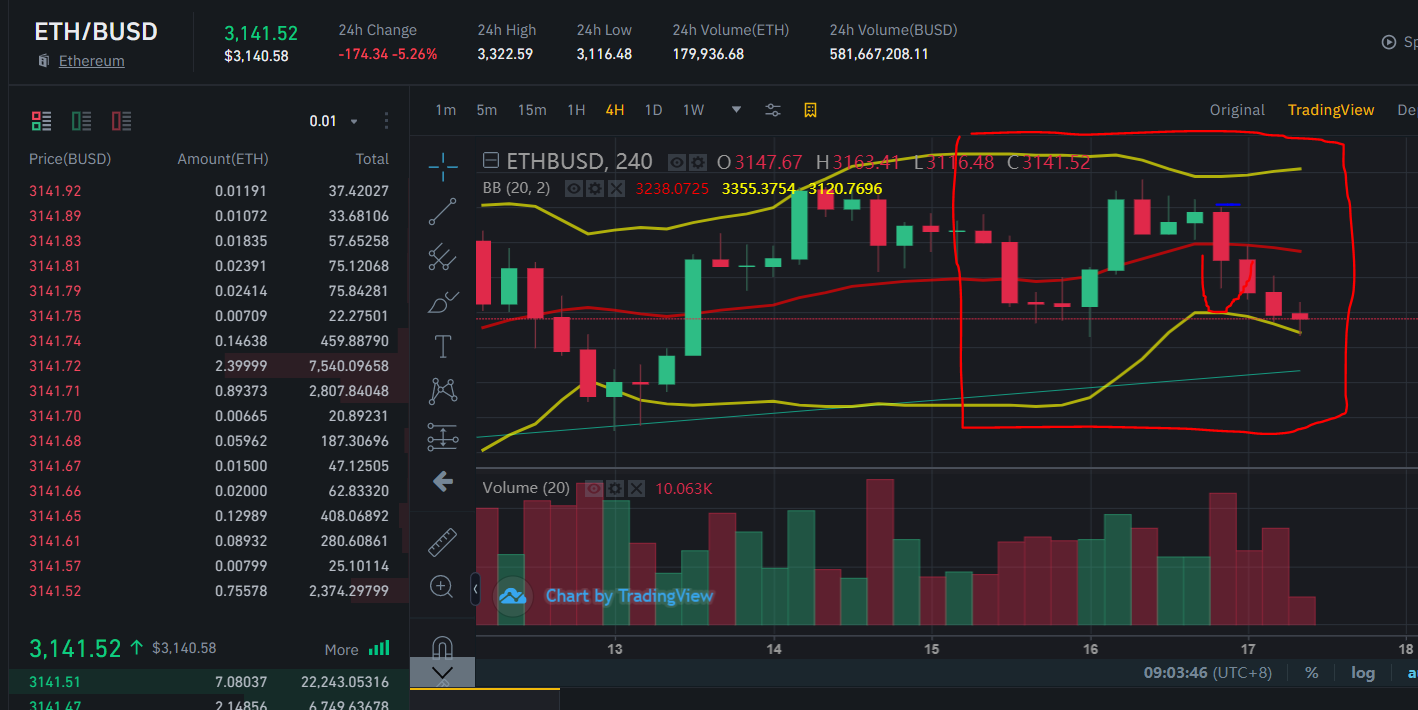 ETH/BUSD
Ethereum
3,141.52
$3,140.58
24h Change
-174.34 -5.26%
24h High
3,322.59
24h Low
3,116.48
24h Volume(ETH)
179,936.68
24h Volume(BUSD)
581,667,208.11
Sp
0.01
1m 5m 15m 1H 4H 1D 1W
Original TradingView De
Price(BUSD) Amount(ETH) Total
3141.92 0.01191 37.42027
3141.89 0.01072 33.68106
3141.83 0.01835 57.65258
3141.81 0.02391 75.12068
3141.79 0.02414 75.84281
3141.75 0.00709 22.27501
3141.74 0.14638 459.88790
3141.72 2.39999 7,540.09658
3141.71 0.89373 2,807.84048
3141.70 0.00665 20.89231
3141.68 0.05962 187.30696
3141.67 0.01500 47.12505
3141.66 0.02000 62.83320
3141.65 0.12989 408.06892
3141.61 0.08932 280.60861
3141.57 0.00799 25.10114
3141.52 0.75578 2,374.29799
3,141.52 $3,140.58 More
3141.51 7.08037 22,243.05316
3141.47 2.14856 6,749.63678
ETHBUSD, 240 O3147.67 H3163.41 L3116.48 C3141.52
BB (20, 2) 3238.0725 3355.3754 3120.7696
T
Volume (20) 10.063K
Chart by TradingView
13 14 15 16 17 18
09:03:46 (UTC+8) % log a